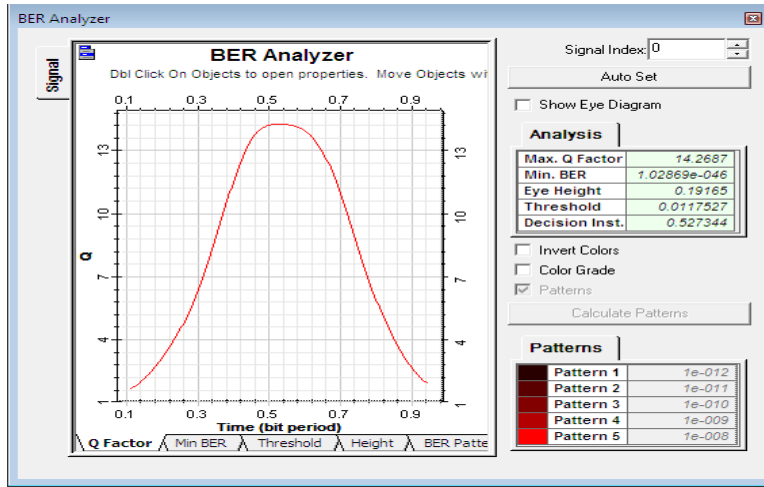 BER Analyzer
Signal
BER Analyzer
Dbl Click On Objects to open properties. Move Objects wi
0.1 0.3 0.5 0.7 0.9
13 13
10 10
Q
7 7
4 4
1 1
0.1 0.3 0.5 0.7 0.9
Time (bit period)
Q Factor Min BER Threshold Height BER Patte
Signal Index: 0
Auto Set
Show Eye Diagram
Analysis
Max. Q Factor 14.2687
Min. BER 1.02869e-046
Eye Height 0.19165
Threshold 0.0117527
Decision Inst. 0.527344
Invert Colors
Color Grade
Patterns
Calculate Patterns
Patterns
Pattern 1 1e-012
Pattern 2 1e-011
Pattern 3 1e-010
Pattern 4 1e-009
Pattern 5 1e-008